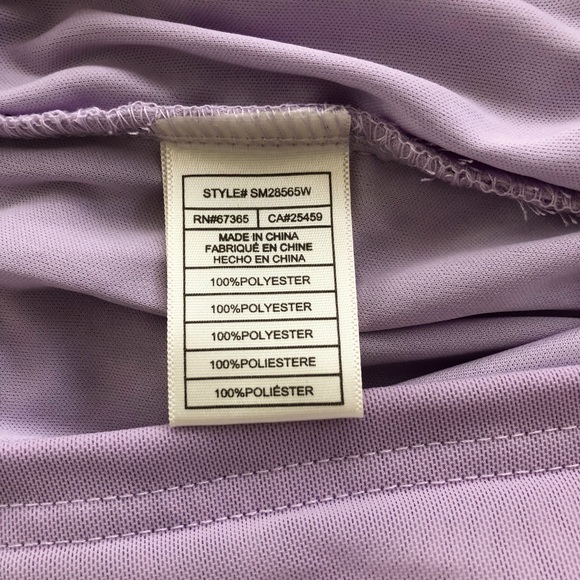 STYLE# SM28565W
RN#67365 CA#25459
MADE IN CHINA
FABRIQUÉ EN CHINE
HECHO EN CHINA
100%POLYESTER
100%POLYESTER
100%POLYESTER
100%POLIESTERE
100%POLIÉSTER